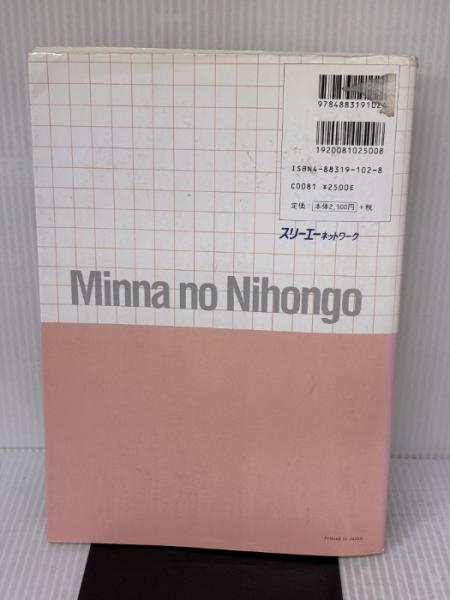 978488319102
1920081025008
ISBN4-88319-102-8
C0081 ¥2500E
定価：本体2,500円＋税
スリーエーネットワーク
Minna no Nihongo
Printed in Japan